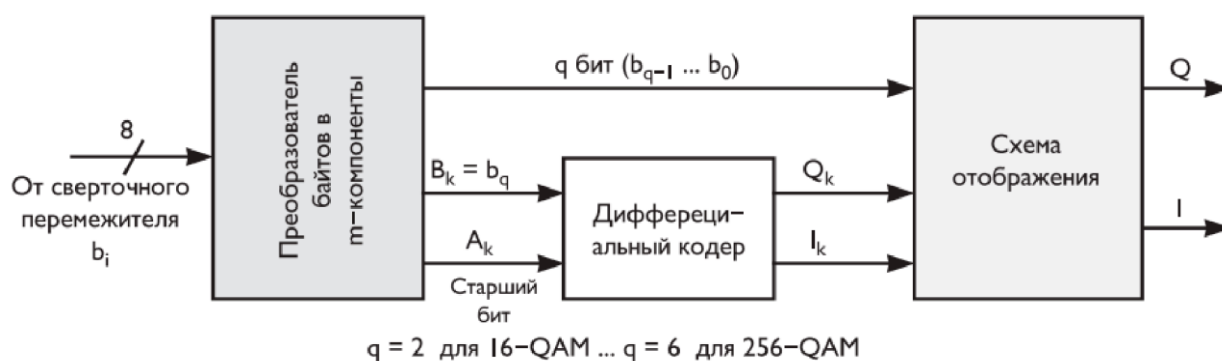 8
От сверточного
перемежителя
b_i
Преобразователь
байтов в
m-компоненты
q бит (b_q-1 ... b_0)
B_k = b_q
A_k
Старший
бит
Диффереци-
альный кодер
Q_k
I_k
Схема
отображения
Q
I
q = 2 для 16-QAM ... q = 6 для 256-QAM